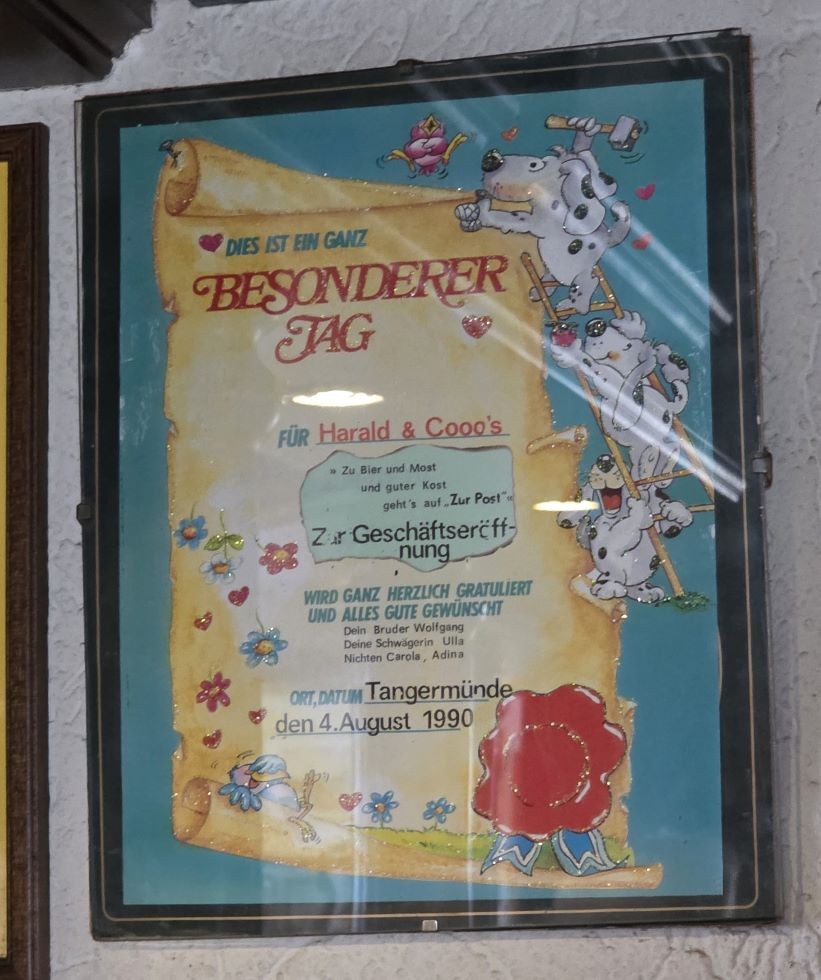 DIES IST EIN GANZ
BESONDERER
TAG
FÜR Harald & Cooo's
» Zu Bier und Most
und guter Kost
geht's auf „Zur Post"«
Zur Geschäftseröff-
nung
WIRD GANZ HERZLICH GRATULIERT
UND ALLES GUTE GEWÜNSCHT
Dein Bruder Wolfgang
Deine Schwägerin Ulla
Nichten Carola, Adina
ORT, DATUM Tangermünde
den 4. August 1990